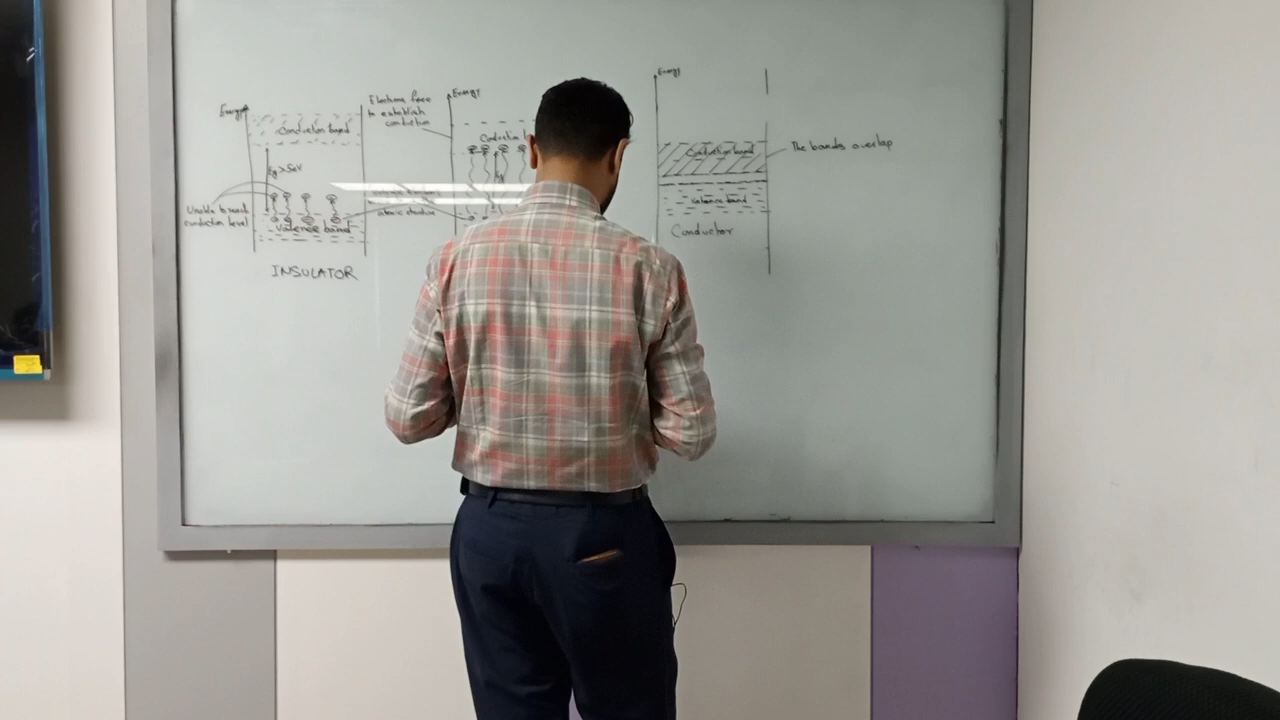 Energy
Conduction band
Eg > 5eV
Unable to reach
conduction level
Valence band
INSULATOR
Electrons free
to establish
conduction
Energy
Conduction
atomic structure
Energy
Conduction band
The bands overlap
Valence band
Conductor